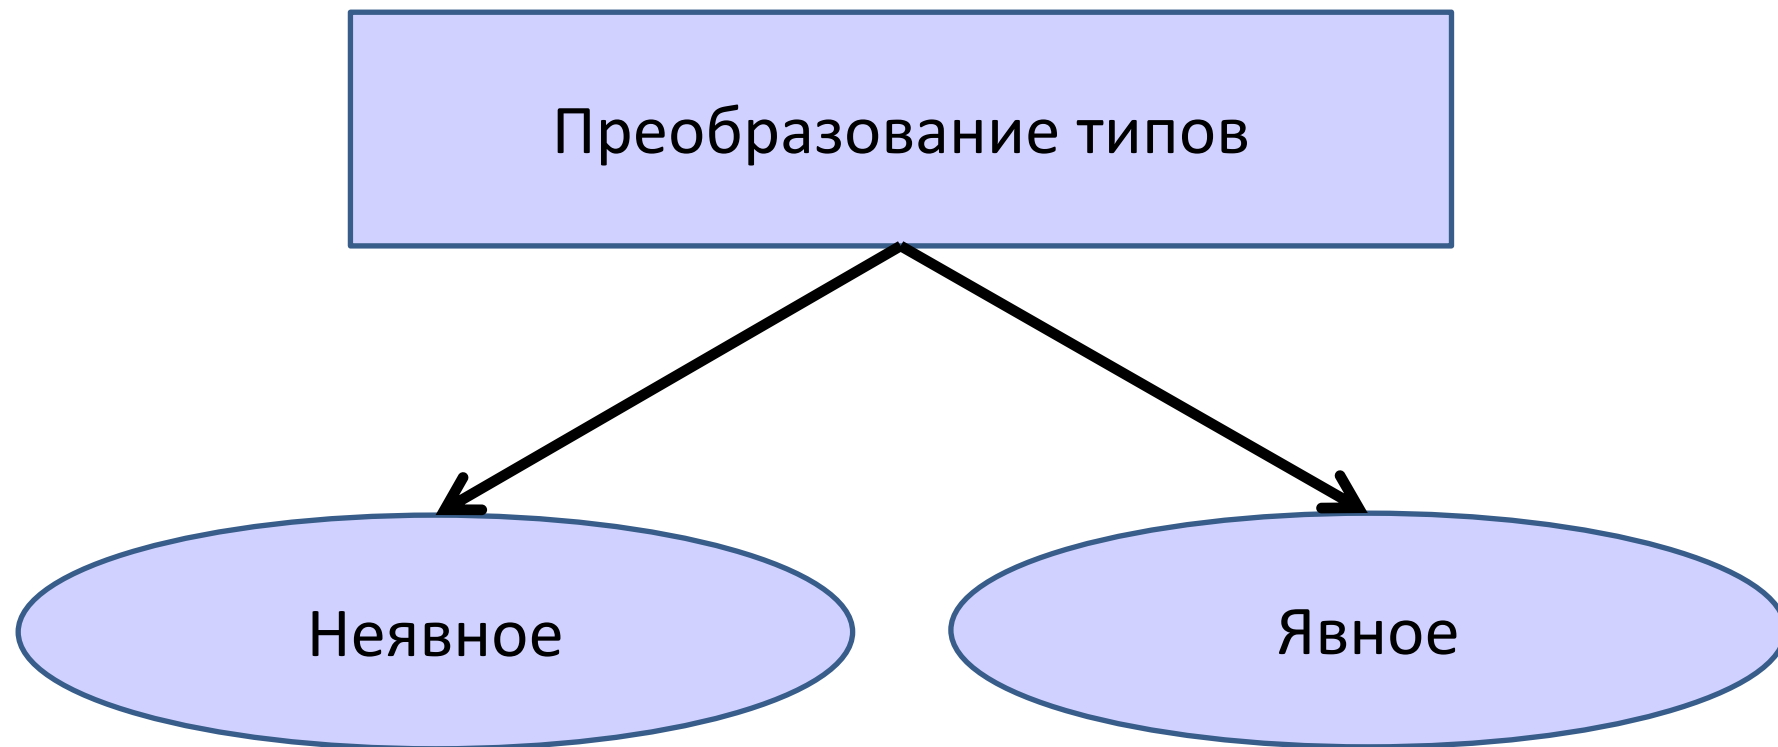 Преобразование типов
Неявное
Явное